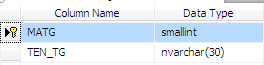 Column Name Data Type
MATG smallint
TEN_TG nvarchar(30)